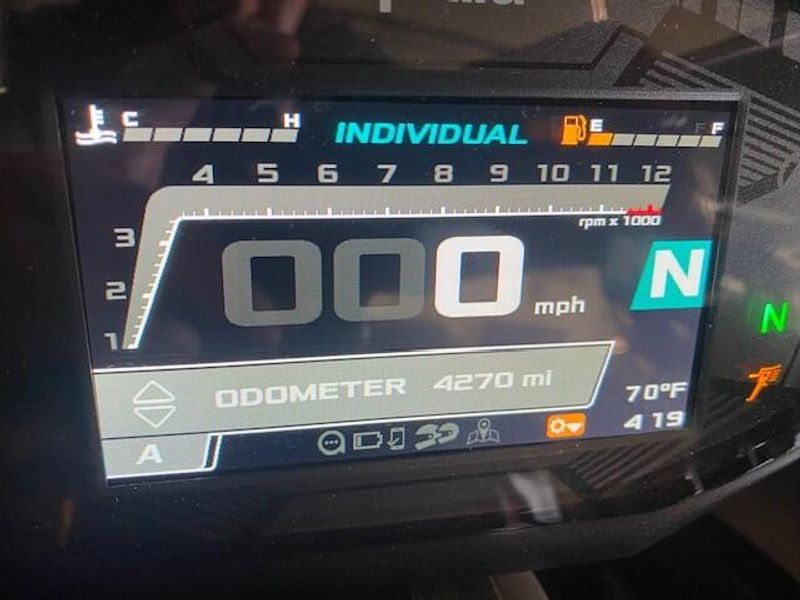 C H INDIVIDUAL E F
4 5 6 7 8 9 10 11 12
rpm x 1000
3
2
1
000 mph
N
N
ODOMETER 4270 mi
70°F
4 19
A